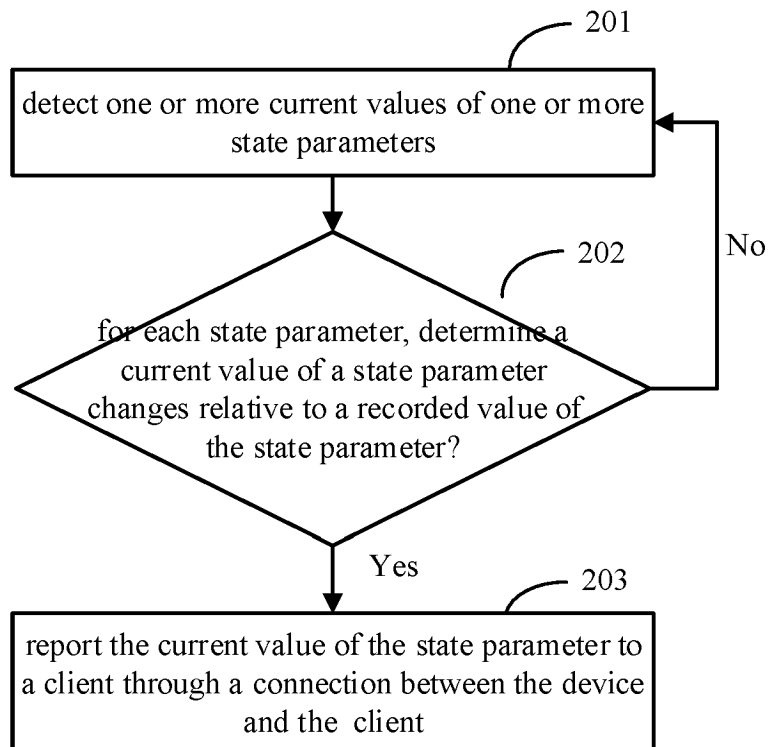 201
detect one or more current values of one or more
state parameters
202
No
for each state parameter, determine a
current value of a state parameter
changes relative to a recorded value of
the state parameter?
Yes
203
report the current value of the state parameter to
a client through a connection between the device
and the client